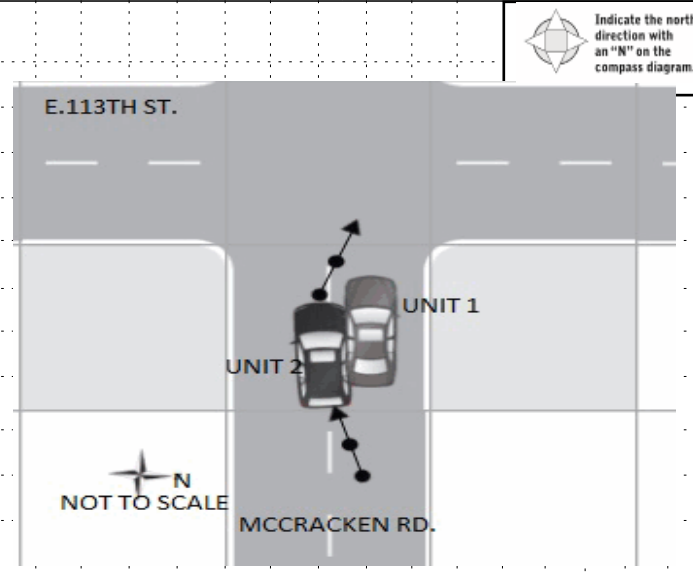 Indicate the north
direction with
an “N” on the
compass diagram.
E.113TH ST.
UNIT 1
UNIT 2
N
NOT TO SCALE
MCCRACKEN RD.